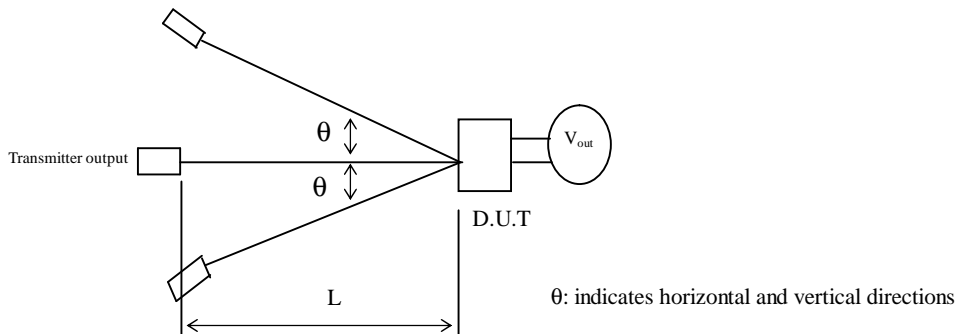 θ
V_out
Transmitter output
θ
D.U.T
L
θ: indicates horizontal and vertical directions